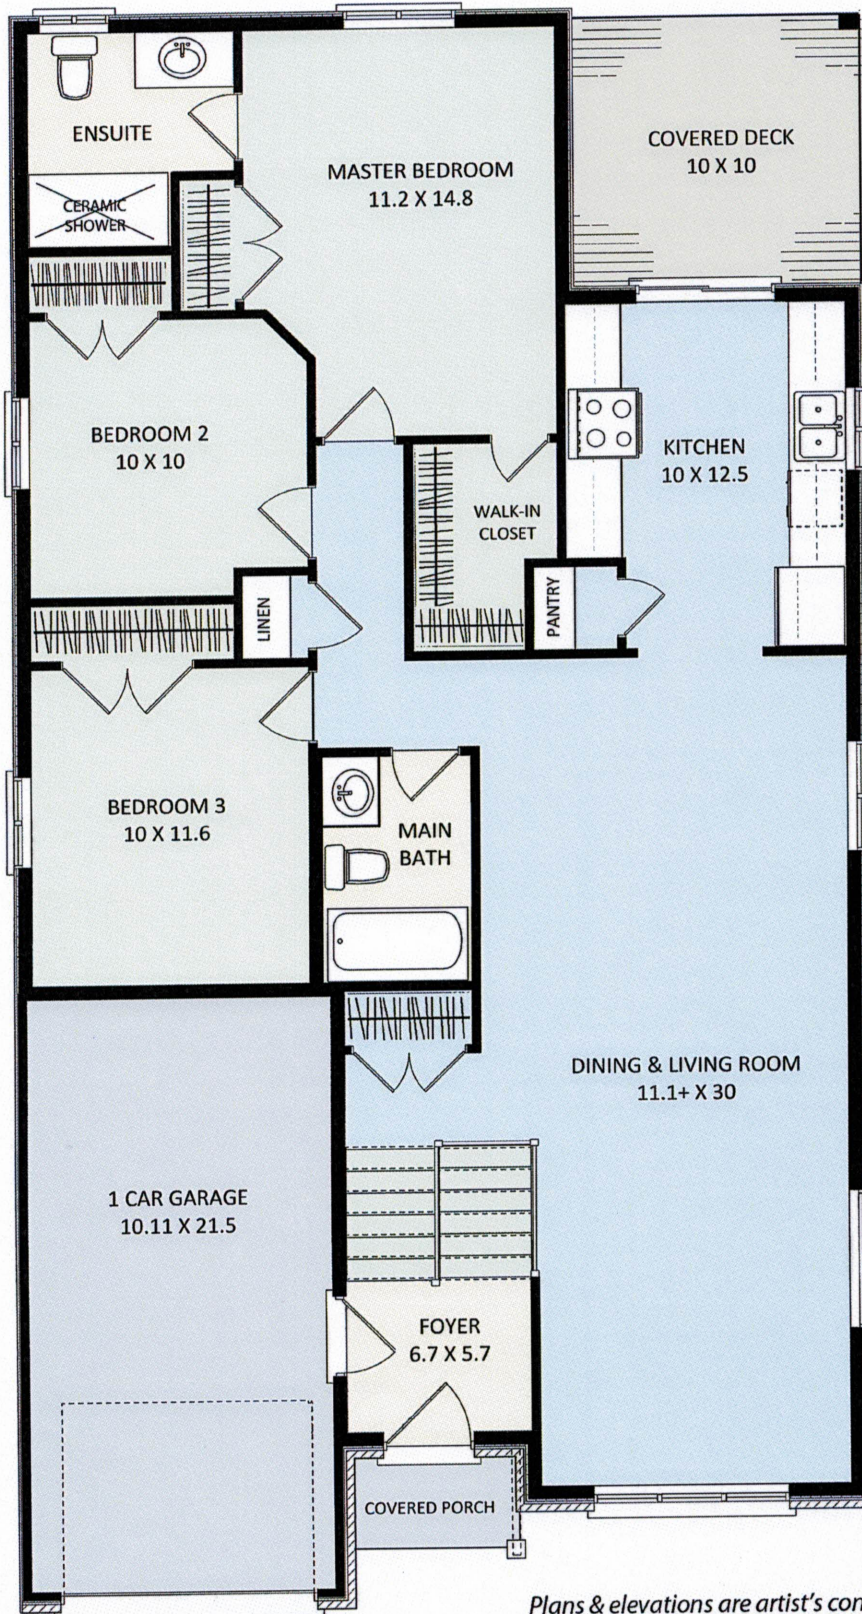 ENSUITE
CERAMIC
SHOWER
MASTER BEDROOM
11.2 X 14.8
COVERED DECK
10 X 10
BEDROOM 2
10 X 10
KITCHEN
10 X 12.5
WALK-IN
CLOSET
LINEN
PANTRY
BEDROOM 3
10 X 11.6
MAIN
BATH
DINING & LIVING ROOM
11.1+ X 30
1 CAR GARAGE
10.11 X 21.5
FOYER
6.7 X 5.7
COVERED PORCH
Plans & elevations are artist's con